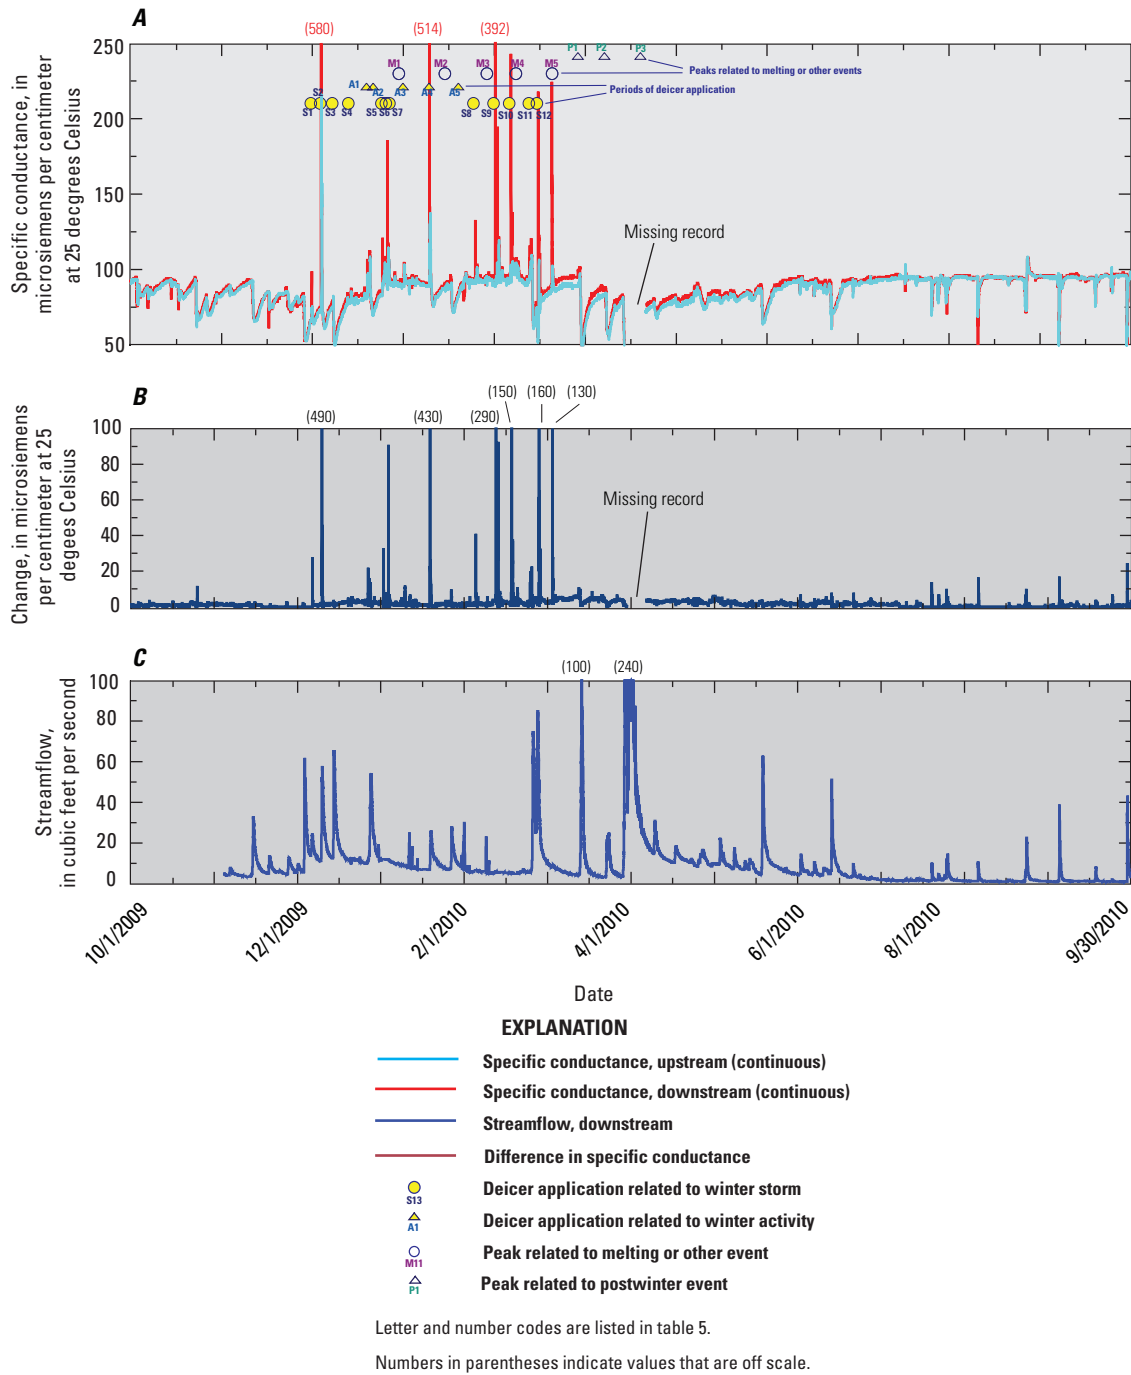 A
(580)
(514)
(392)
250
200
150
100
50
Specific conductance, in
microsiemens per centimeter
at 25 decgrees Celsius
P1
P2
P3
M1
M2
M3
M4
M5
Peaks related to melting or other events
A1
A2
A3
A4
A5
Periods of deicer application
S1
S2
S3
S4
S5
S6
S7
S8
S9
S10
S11
S12
Missing record
B
(490)
(430)
(290)
(150)
(160)
(130)
100
80
60
40
20
0
Change, in microsiemens
per centimeter at 25
degees Celsius
Missing record
C
(100)
(240)
100
80
60
40
20
0
Streamflow,
in cubic feet per second
10/1/2009
12/1/2009
2/1/2010
4/1/2010
6/1/2010
8/1/2010
9/30/2010
Date
EXPLANATION
Specific conductance, upstream (continuous)
Specific conductance, downstream (continuous)
Streamflow, downstream
Difference in specific conductance
S13
Deicer application related to winter storm
A1
Deicer application related to winter activity
M11
Peak related to melting or other event
P1
Peak related to postwinter event
Letter and number codes are listed in table 5.
Numbers in parentheses indicate values that are off scale.